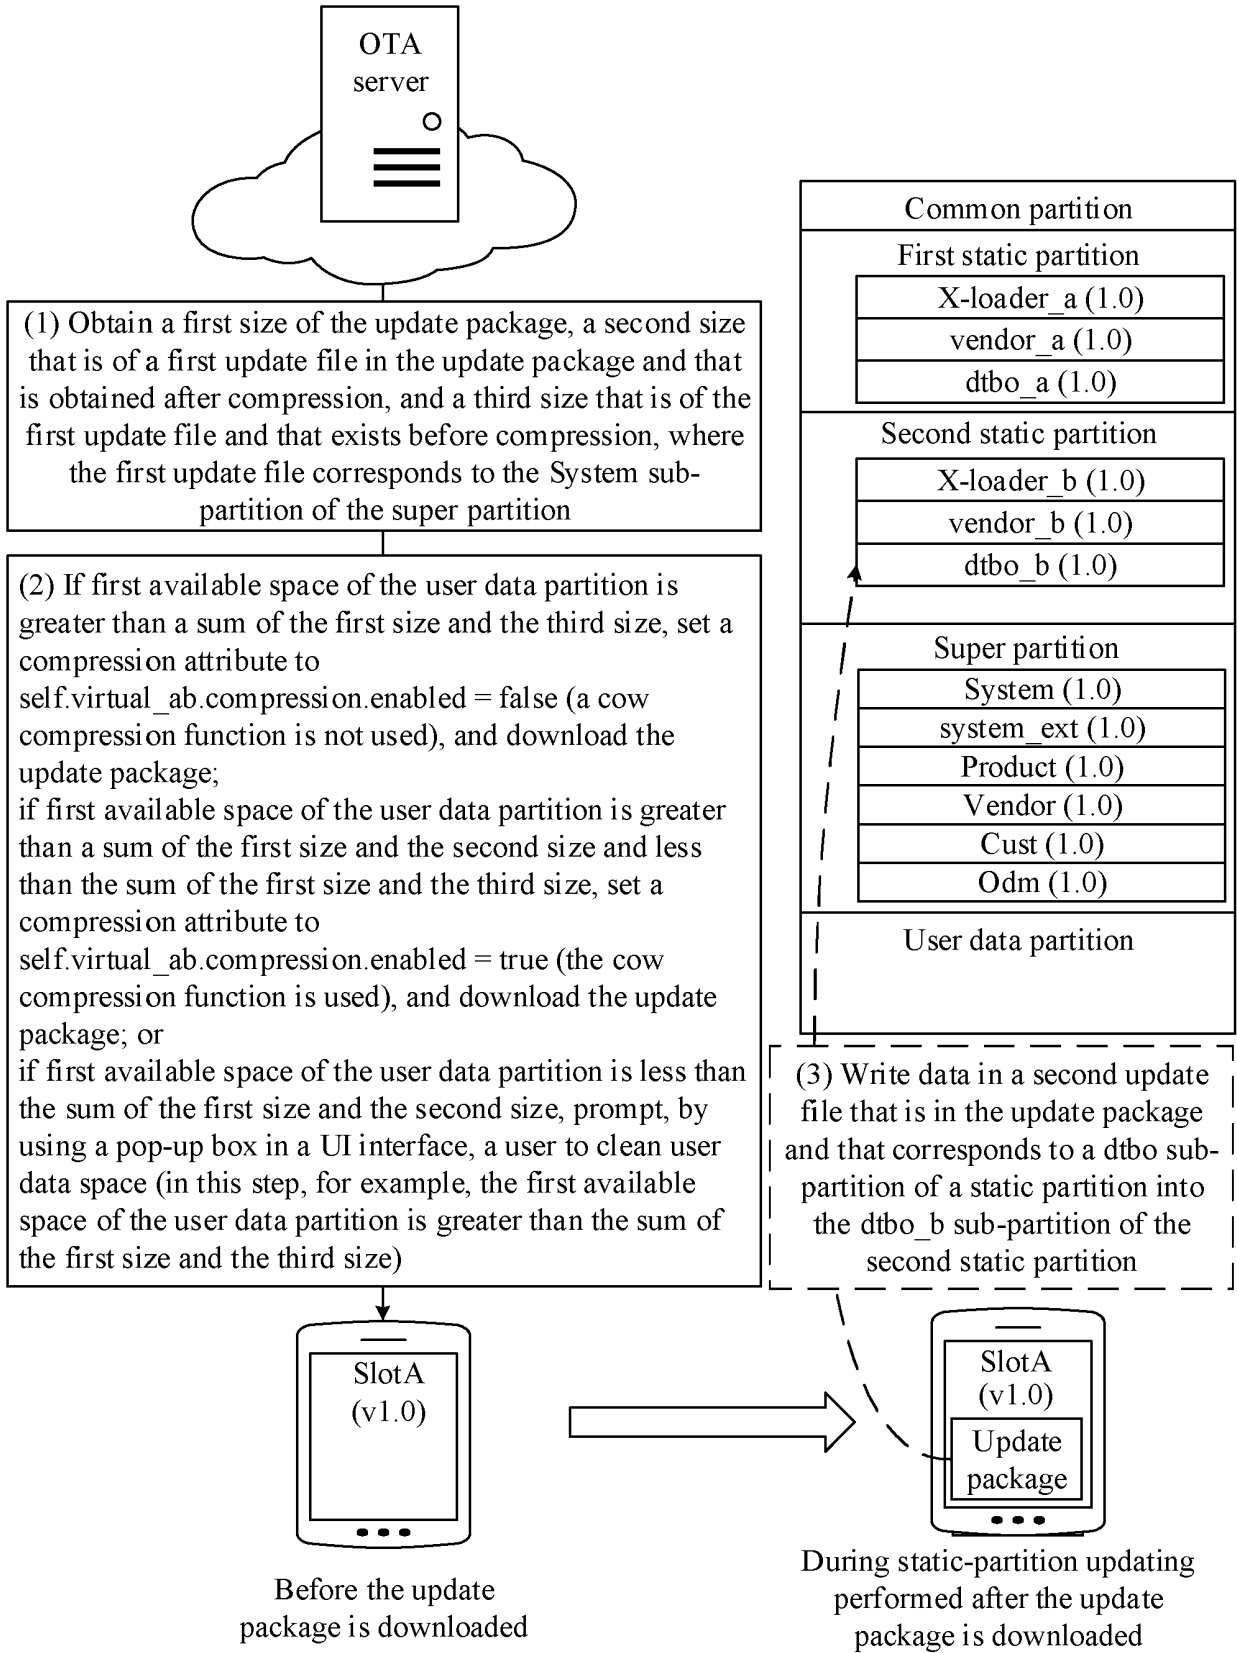 OTA
server
(1) Obtain a first size of the update package, a second size
that is of a first update file in the update package and that
is obtained after compression, and a third size that is of the
first update file and that exists before compression, where
the first update file corresponds to the System sub-
partition of the super partition
(2) If first available space of the user data partition is
greater than a sum of the first size and the third size, set a
compression attribute to
self.virtual_ab.compression.enabled = false (a cow
compression function is not used), and download the
update package;
if first available space of the user data partition is greater
than a sum of the first size and the second size and less
than the sum of the first size and the third size, set a
compression attribute to
self.virtual_ab.compression.enabled = true (the cow
compression function is used), and download the update
package; or
if first available space of the user data partition is less than
the sum of the first size and the second size, prompt, by
using a pop-up box in a UI interface, a user to clean user
data space (in this step, for example, the first available
space of the user data partition is greater than the sum of
the first size and the third size)
SlotA
(v1.0)
Before the update
package is downloaded
Common partition
First static partition
X-loader_a (1.0)
vendor_a (1.0)
dtbo_a (1.0)
Second static partition
X-loader_b (1.0)
vendor_b (1.0)
dtbo_b (1.0)
Super partition
System (1.0)
system_ext (1.0)
Product (1.0)
Vendor (1.0)
Cust (1.0)
Odm (1.0)
User data partition
(3) Write data in a second update
file that is in the update package
and that corresponds to a dtbo sub-
partition of a static partition into
the dtbo_b sub-partition of the
second static partition
SlotA
(v1.0)
Update
package
During static-partition updating
performed after the update
package is downloaded